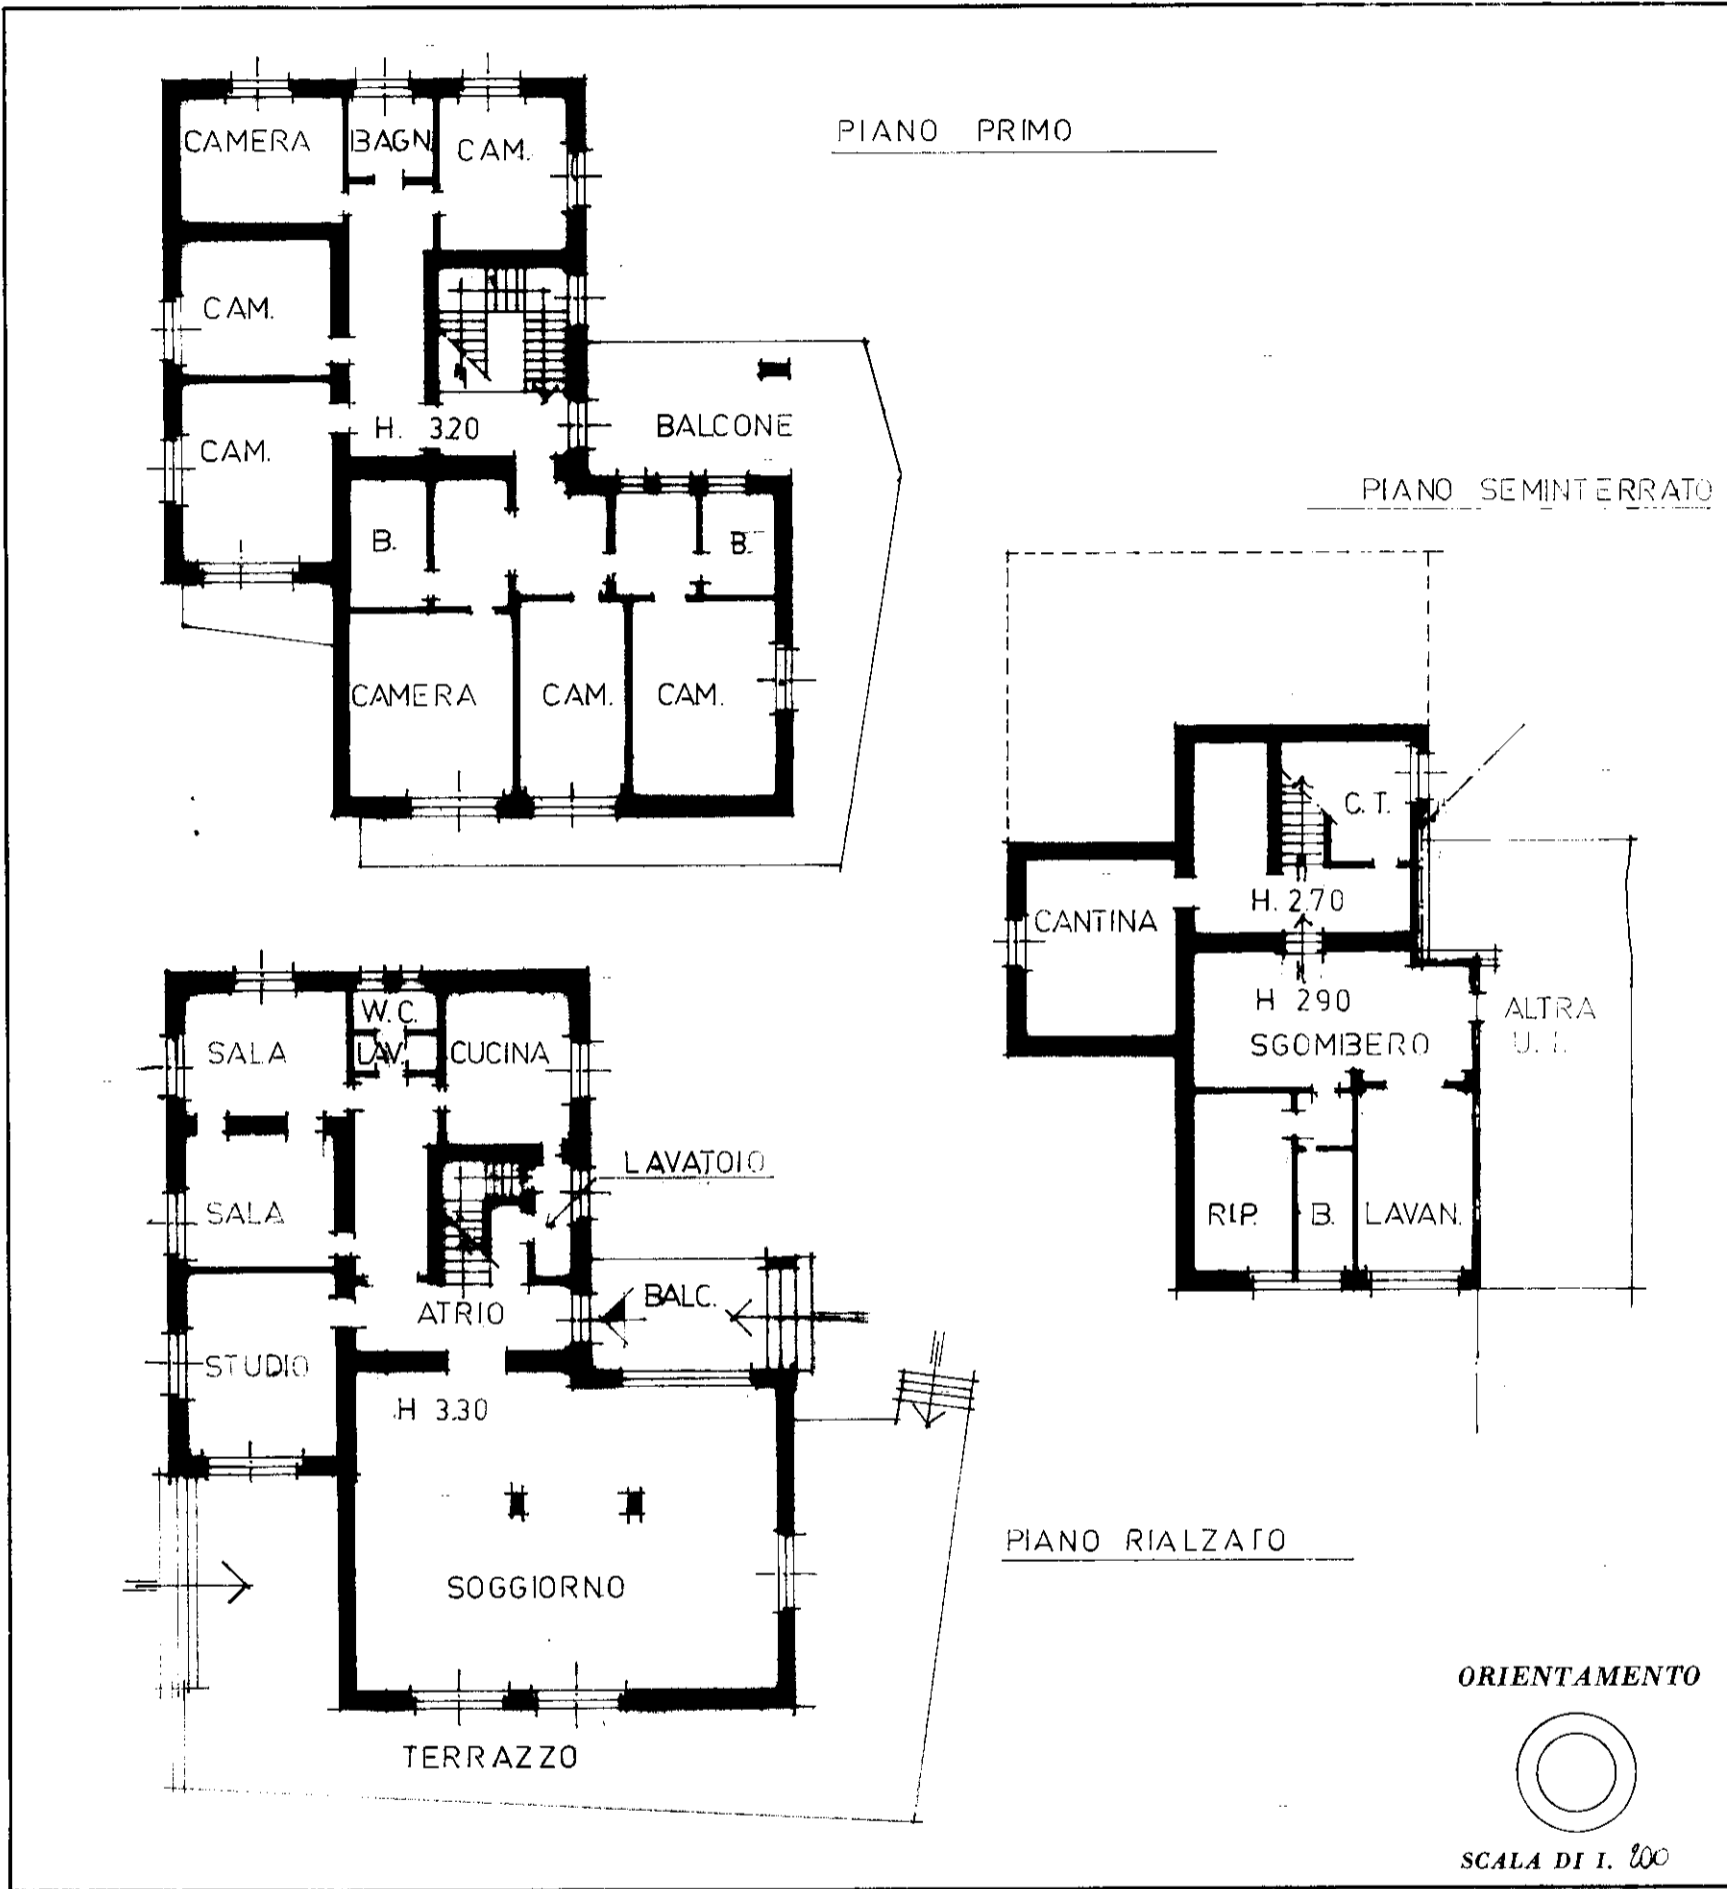 PIANO PRIMO
CAMERA
BAGN
CAM.
CAM.
CAM.
H. 3.20
BALCONE
B.
B.
CAMERA
CAM.
CAM.
PIANO SEMINTERRATO
C.T.
H. 2.70
CANTINA
H 2.90
SGOMBERO
ALTRA
U.I.
RIP.
B.
LAVAN.
W.C.
SALA
LAV.
CUCINA
LAVATOIO
SALA
BALC.
ATRIO
STUDIO
H 3.30
SOGGIORNO
TERRAZZO
PIANO RIALZATO
ORIENTAMENTO
SCALA DI 1. 200